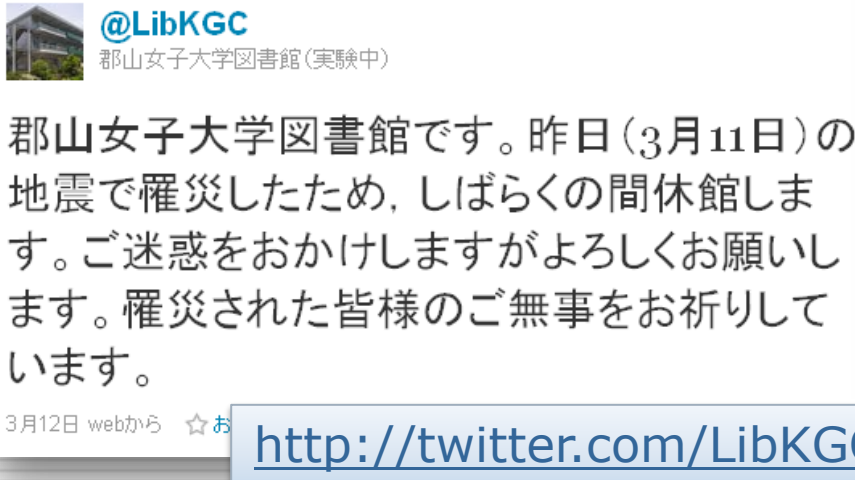 @LibKGC
郡山女子大学図書館(実験中)
郡山女子大学図書館です。昨日(3月11日)の
地震で罹災したため,しばらくの間休館しま
す。ご迷惑をおかけしますがよろしくお願いし
ます。罹災された皆様のご無事をお祈りして
います。
3月12日 webから ☆お
http://twitter.com/LibKGC